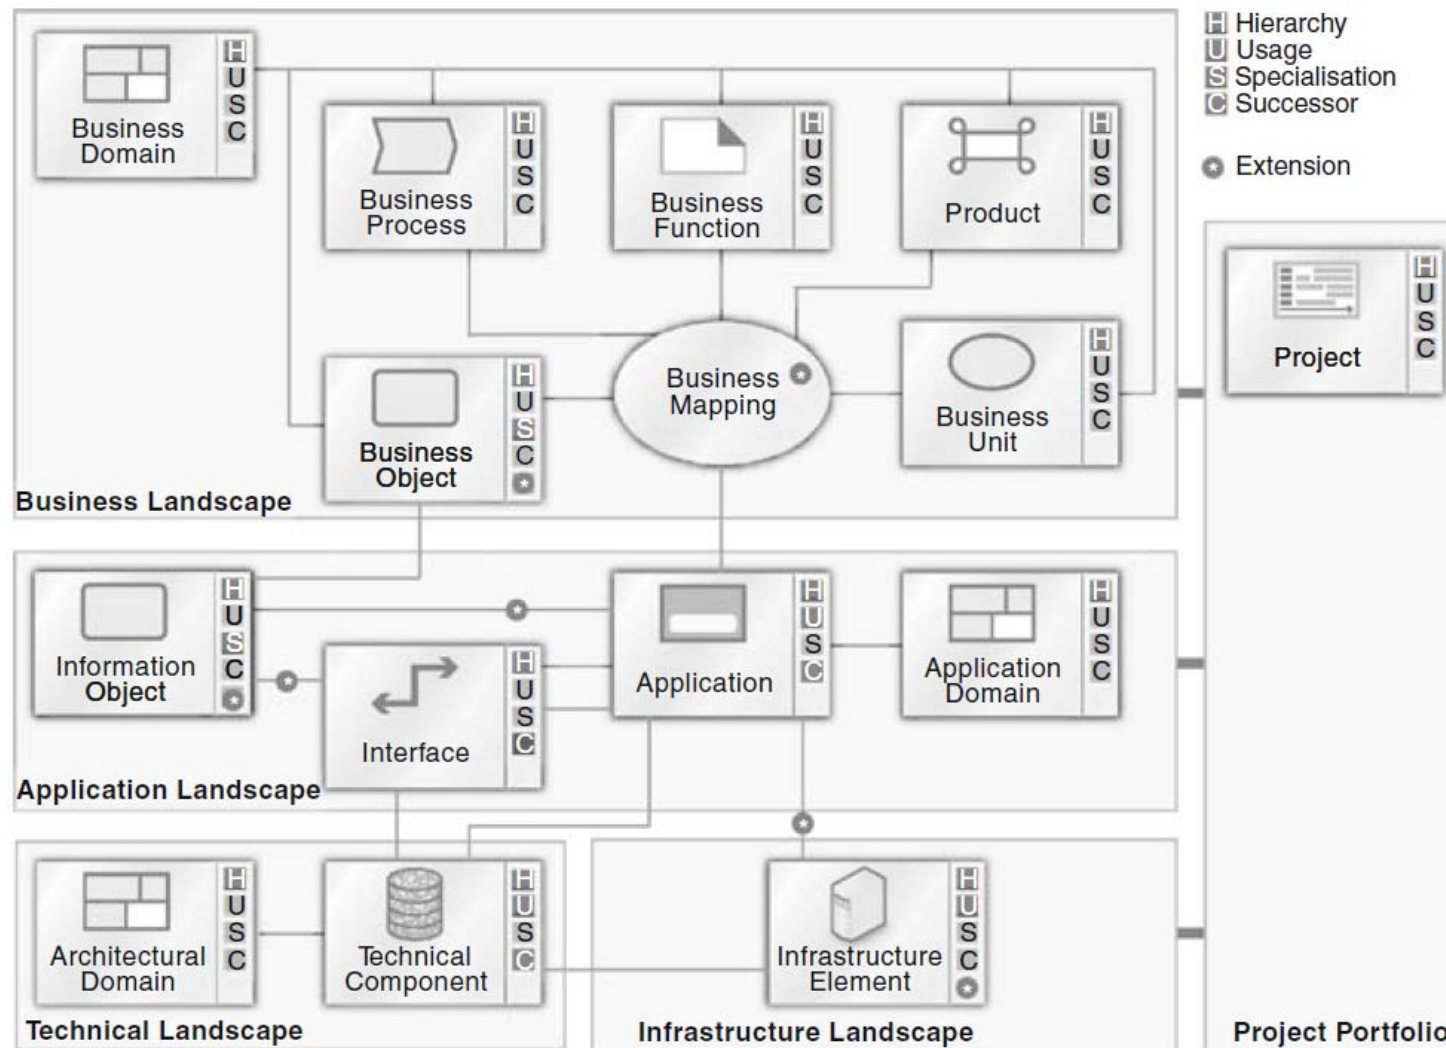 H Hierarchy
U Usage
S Specialisation
C Successor
Extension
Business
Domain
H
U
S
C
Business
Process
H
U
S
C
Business
Function
H
U
S
C
Product
H
U
S
C
Business
Object
H
U
S
C
Business
Mapping
Business
Unit
H
U
S
C
Business Landscape
Project
H
U
S
C
Information
Object
H
U
S
C
Interface
H
U
S
C
Application
H
U
S
C
Application
Domain
H
U
S
C
Application Landscape
Architectural
Domain
H
U
S
C
Technical
Component
H
U
S
C
Technical Landscape
Infrastructure
Element
H
U
S
C
Infrastructure Landscape
Project Portfolio